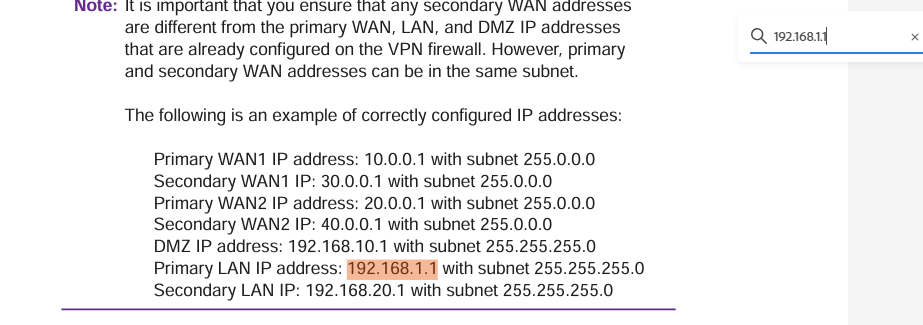 Note: It is important that you ensure that any secondary WAN addresses
are different from the primary WAN, LAN, and DMZ IP addresses
that are already configured on the VPN firewall. However, primary
and secondary WAN addresses can be in the same subnet.
The following is an example of correctly configured IP addresses:
Primary WAN1 IP address: 10.0.0.1 with subnet 255.0.0.0
Secondary WAN1 IP: 30.0.0.1 with subnet 255.0.0.0
Primary WAN2 IP address: 20.0.0.1 with subnet 255.0.0.0
Secondary WAN2 IP: 40.0.0.1 with subnet 255.0.0.0
DMZ IP address: 192.168.10.1 with subnet 255.255.255.0
Primary LAN IP address: 192.168.1.1 with subnet 255.255.255.0
Secondary LAN IP: 192.168.20.1 with subnet 255.255.255.0
192.168.1.1